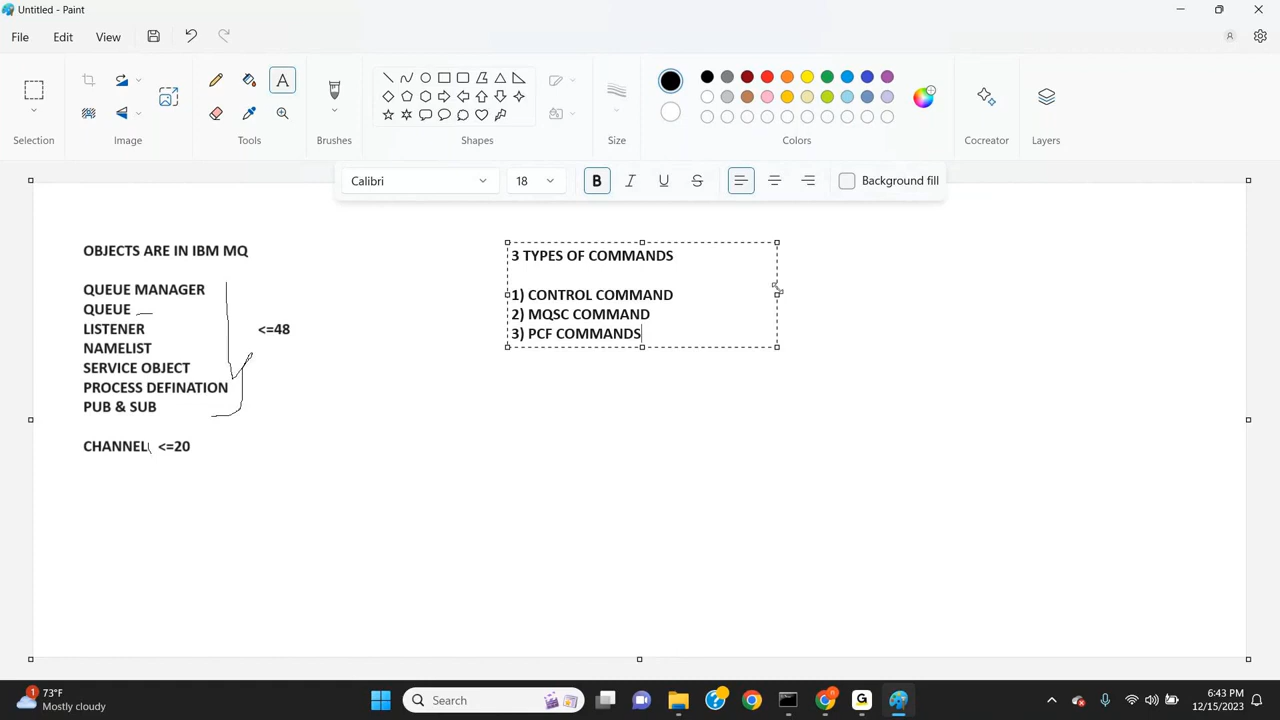 Untitled - Paint
File Edit View
Selection
Image
Tools
Brushes
Shapes
Size
Colors
Cocreator
Layers
Calibri
18
B
Background fill
OBJECTS ARE IN IBM MQ
QUEUE MANAGER
QUEUE
LISTENER
NAMELIST
SERVICE OBJECT
PROCESS DEFINATION
PUB & SUB
<=48
CHANNEL <=20
3 TYPES OF COMMANDS
1) CONTROL COMMAND
2) MQSC COMMAND
3) PCF COMMANDS
1
73°F
Mostly cloudy
Search
6:43 PM
12/15/2023